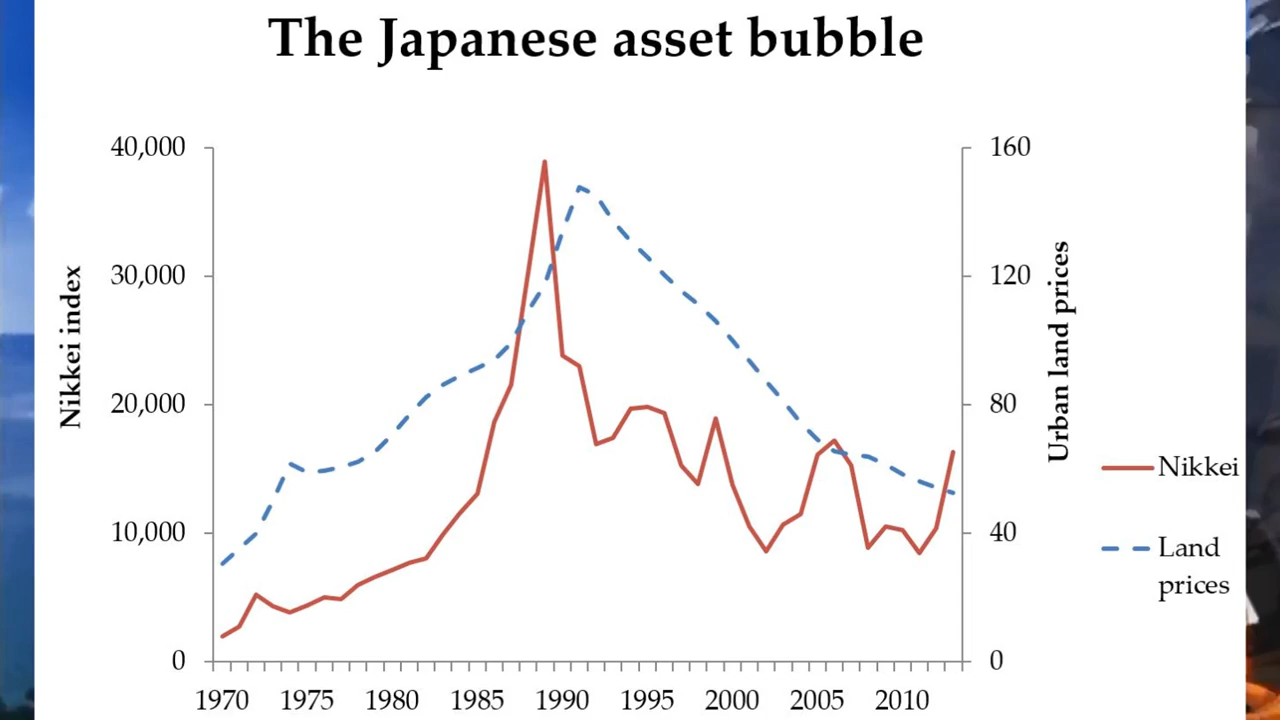 The Japanese asset bubble
40,000
30,000
20,000
10,000
0
Nikkei index
160
120
80
40
0
Urban land prices
Nikkei
Land
prices
1970 1975 1980 1985 1990 1995 2000 2005 2010